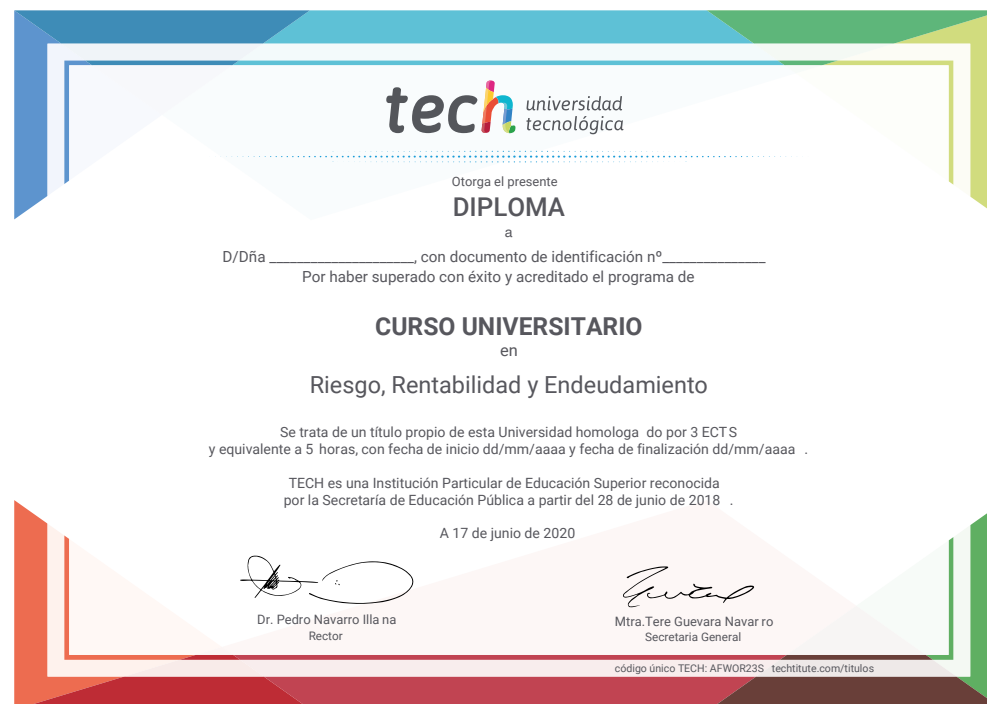 tech universidad
tecnológica
Otorga el presente
DIPLOMA
a
D/Dña ____________________, con documento de identificación nº______________
Por haber superado con éxito y acreditado el programa de
CURSO UNIVERSITARIO
en
Riesgo, Rentabilidad y Endeudamiento
Se trata de un título propio de esta Universidad homologa do por 3 ECTS
y equivalente a 5 horas, con fecha de inicio dd/mm/aaaa y fecha de finalización dd/mm/aaaa .
TECH es una Institución Particular de Educación Superior reconocida
por la Secretaría de Educación Pública a partir del 28 de junio de 2018 .
A 17 de junio de 2020
Dr. Pedro Navarro Illa na
Rector
Mtra.Tere Guevara Navar ro
Secretaria General
código único TECH: AFWOR23S techtitute.com/titulos